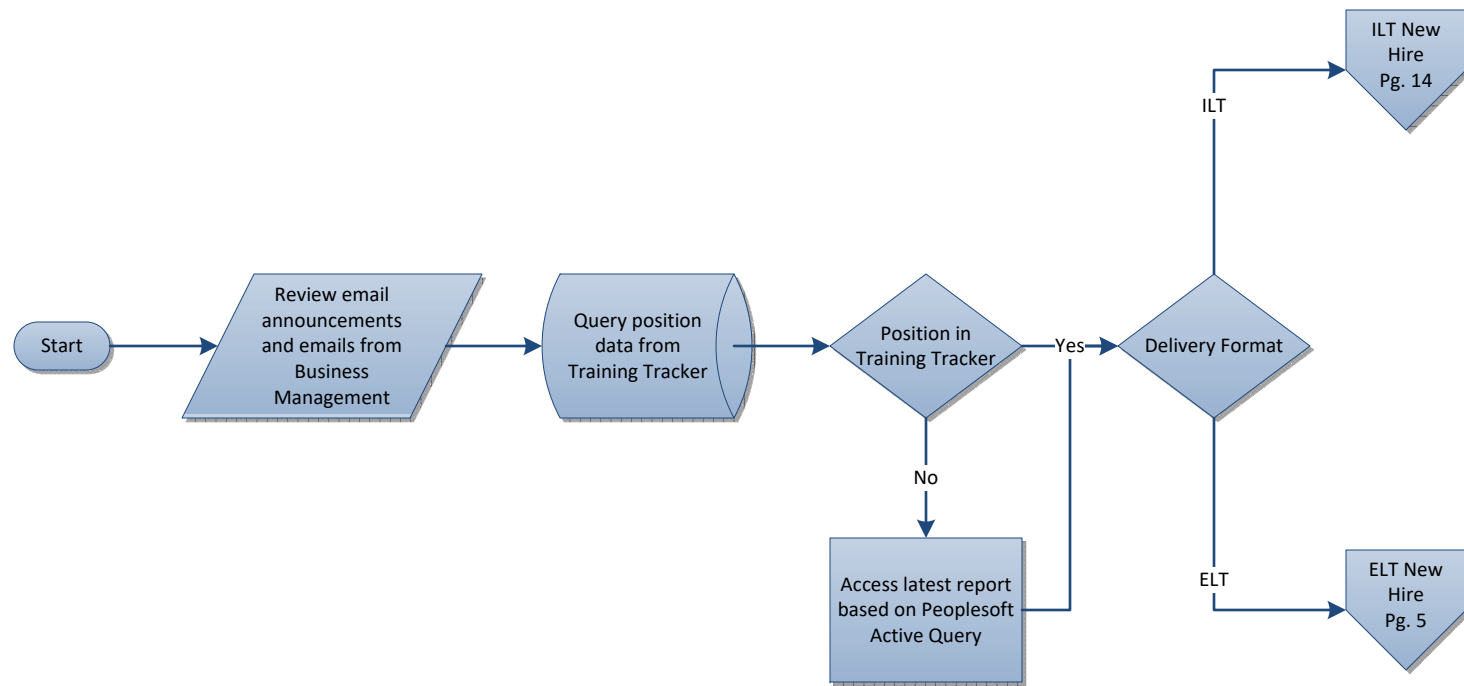 Start
Review email
announcements
and emails from
Business
Management
Query position
data from
Training Tracker
Position in
Training Tracker
Yes
No
Access latest report
based on Peoplesoft
Active Query
Delivery Format
ILT
ILT New
Hire
Pg. 14
ELT
ELT New
Hire
Pg. 5